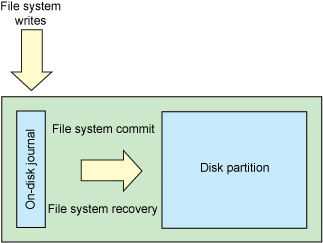 File system
writes
On-disk journal
File system commit
File system recovery
Disk partition